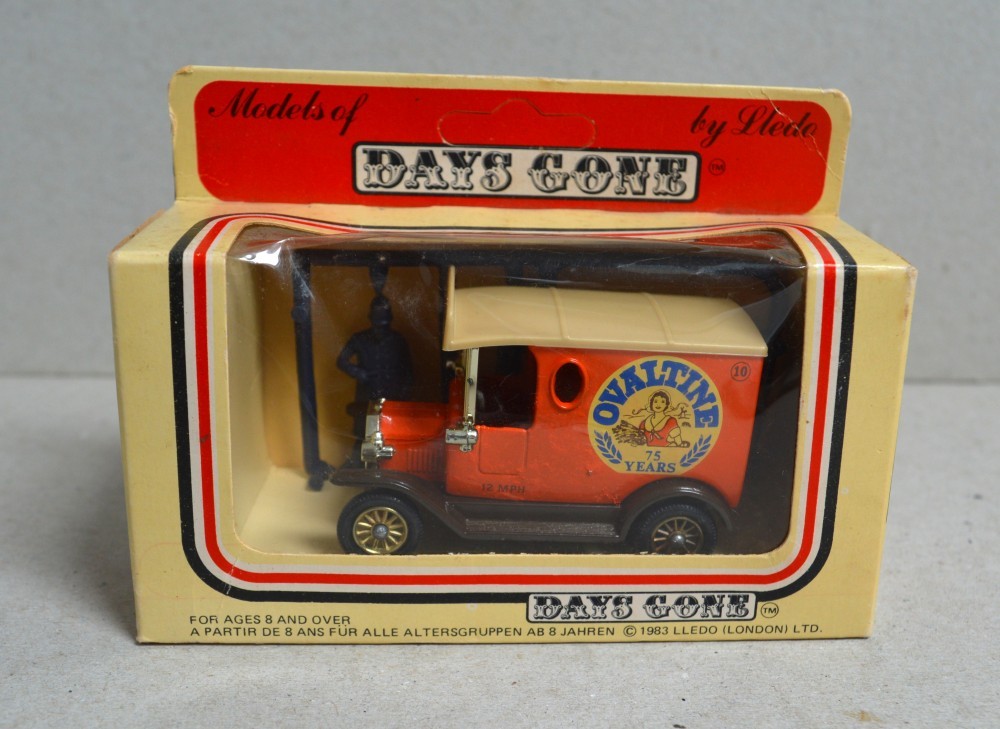 Models of
by Lledo
DAYS GONE ™
OVALTINE
75
YEARS
10
12 MPH
DAYS GONE ™
FOR AGES 8 AND OVER
A PARTIR DE 8 ANS FÜR ALLE ALTERSGRUPPEN AB 8 JAHREN © 1983 LLEDO (LONDON) LTD.